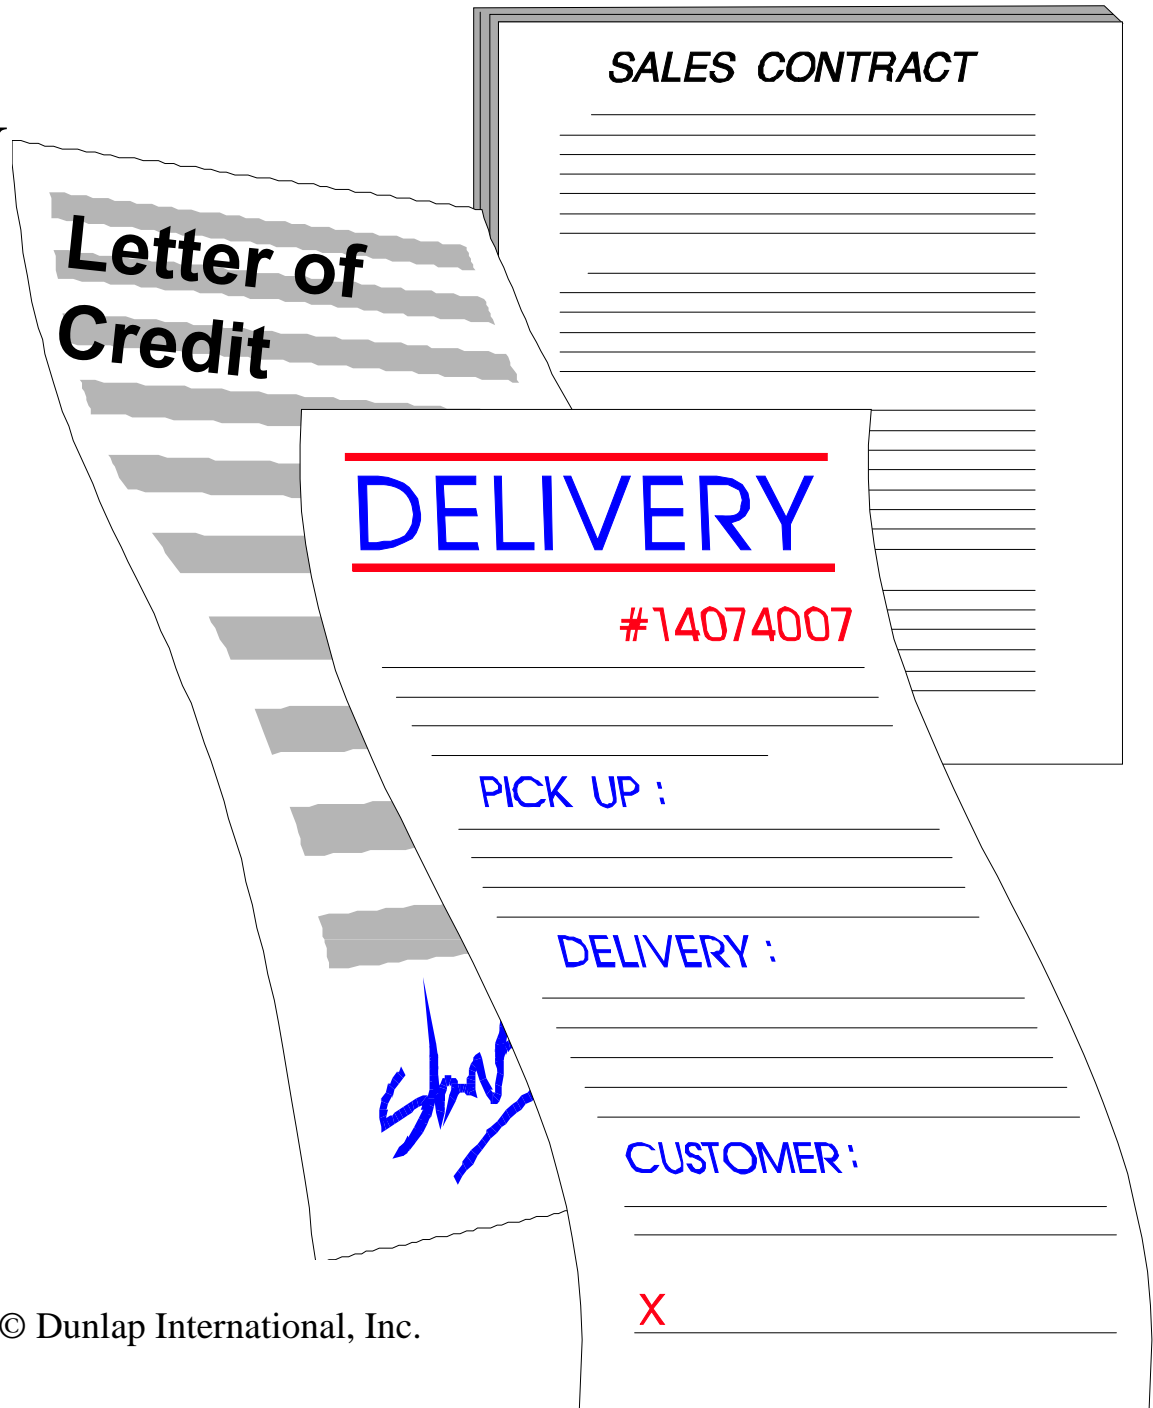 SALES CONTRACT
Letter of
Credit
DELIVERY
#14074007
PICK UP :
DELIVERY :
CUSTOMER :
X
© Dunlap International, Inc.